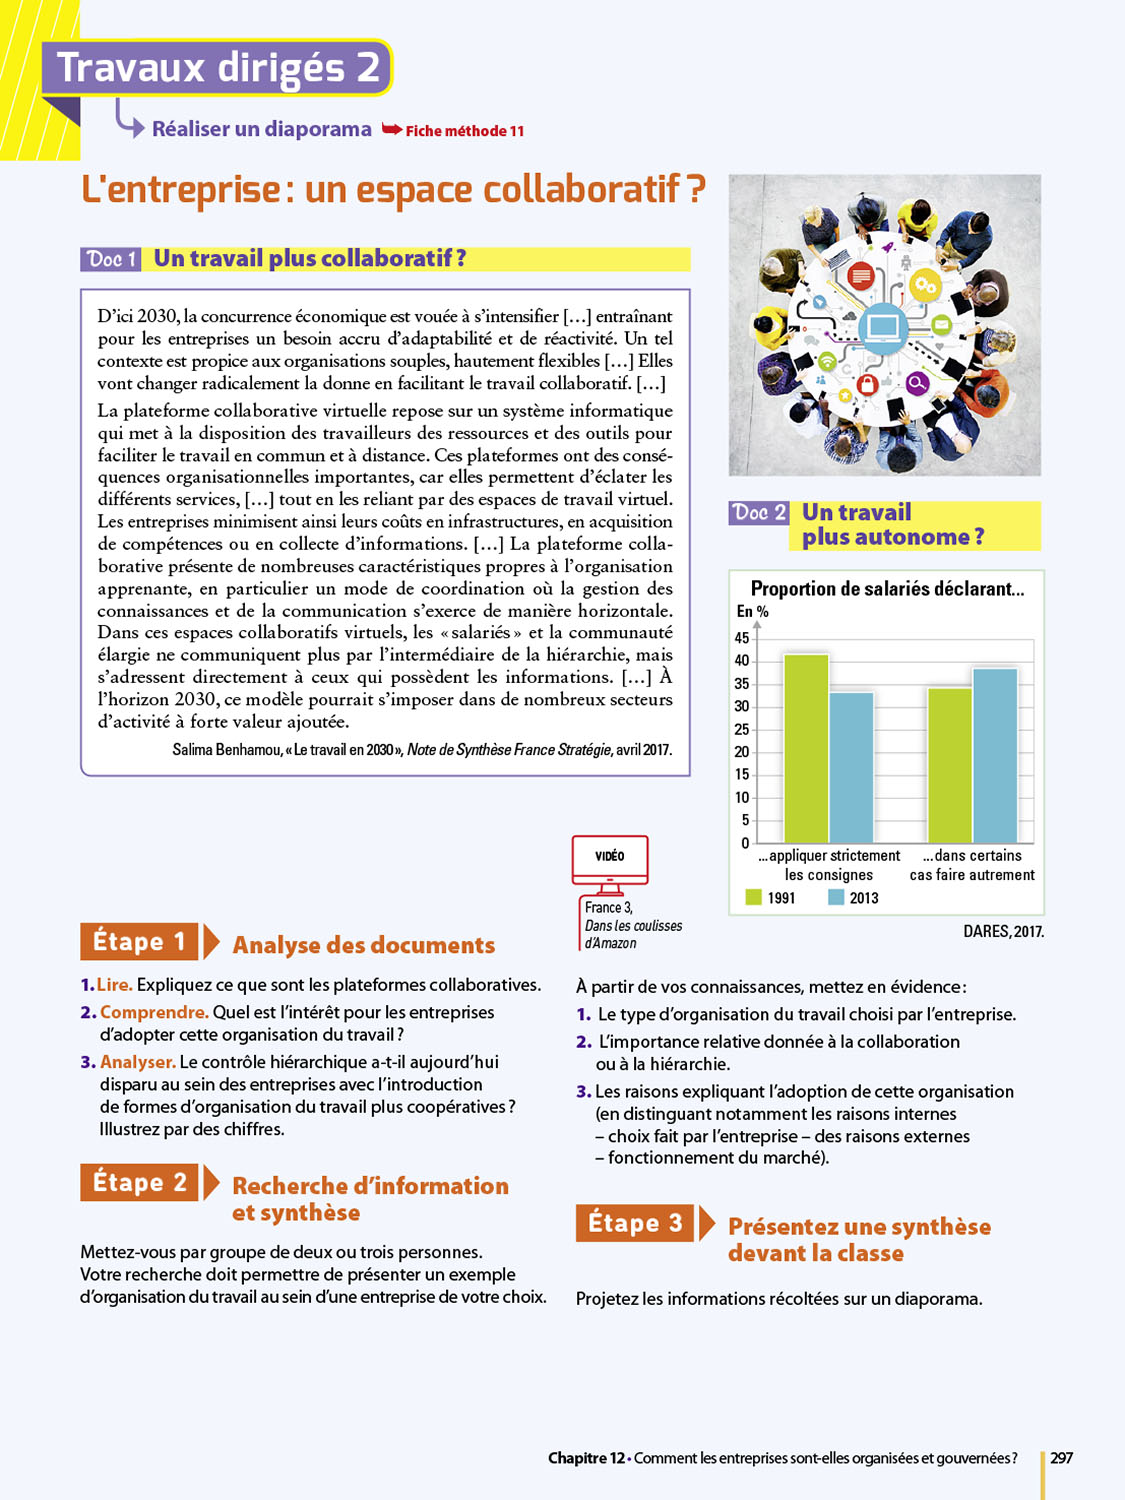 Travaux dirigés 2
Réaliser un diaporama Fiche méthode 11
L'entreprise : un espace collaboratif ?
Doc 1 Un travail plus collaboratif ?
D’ici 2030, la concurrence économique est vouée à s’intensifier […] entraînant
pour les entreprises un besoin accru d’adaptabilité et de réactivité. Un tel
contexte est propice aux organisations souples, hautement flexibles […] Elles
vont changer radicalement la donne en facilitant le travail collaboratif. […]
La plateforme collaborative virtuelle repose sur un système informatique
qui met à la disposition des travailleurs des ressources et des outils pour
faciliter le travail en commun et à distance. Ces plateformes ont des consé-
quences organisationnelles importantes, car elles permettent d’éclater les
différents services, […] tout en les reliant par des espaces de travail virtuel.
Les entreprises minimisent ainsi leurs coûts en infrastructures, en acquisition
de compétences ou en collecte d’informations. […] La plateforme colla-
borative présente de nombreuses caractéristiques propres à l’organisation
apprenante, en particulier un mode de coordination où la gestion des
connaissances et de la communication s’exerce de manière horizontale.
Dans ces espaces collaboratifs virtuels, les « salariés » et la communauté
élargie ne communiquent plus par l’intermédiaire de la hiérarchie, mais
s’adressent directement à ceux qui possèdent les informations. […] À
l’horizon 2030, ce modèle pourrait s’imposer dans de nombreux secteurs
d’activité à forte valeur ajoutée.
Salima Benhamou, « Le travail en 2030 », Note de Synthèse France Stratégie, avril 2017.
Doc 2 Un travail
plus autonome ?
Proportion de salariés déclarant...
En %
45
40
35
30
25
20
15
10
5
0
...appliquer strictement
les consignes
...dans certains
cas faire autrement
1991 2013
DARES, 2017.
VIDÉO
France 3,
Dans les coulisses
d’Amazon
Étape 1 Analyse des documents
1. Lire. Expliquez ce que sont les plateformes collaboratives.
2. Comprendre. Quel est l’intérêt pour les entreprises
d’adopter cette organisation du travail ?
3. Analyser. Le contrôle hiérarchique a-t-il aujourd’hui
disparu au sein des entreprises avec l’introduction
de formes d’organisation du travail plus coopératives ?
Illustrez par des chiffres.
Étape 2 Recherche d’information
et synthèse
Mettez-vous par groupe de deux ou trois personnes.
Votre recherche doit permettre de présenter un exemple
d’organisation du travail au sein d’une entreprise de votre choix.
À partir de vos connaissances, mettez en évidence :
1. Le type d’organisation du travail choisi par l’entreprise.
2. L’importance relative donnée à la collaboration
ou à la hiérarchie.
3. Les raisons expliquant l’adoption de cette organisation
(en distinguant notamment les raisons internes
– choix fait par l’entreprise – des raisons externes
– fonctionnement du marché).
Étape 3 Présentez une synthèse
devant la classe
Projetez les informations récoltées sur un diaporama.
Chapitre 12 • Comment les entreprises sont-elles organisées et gouvernées ? 297